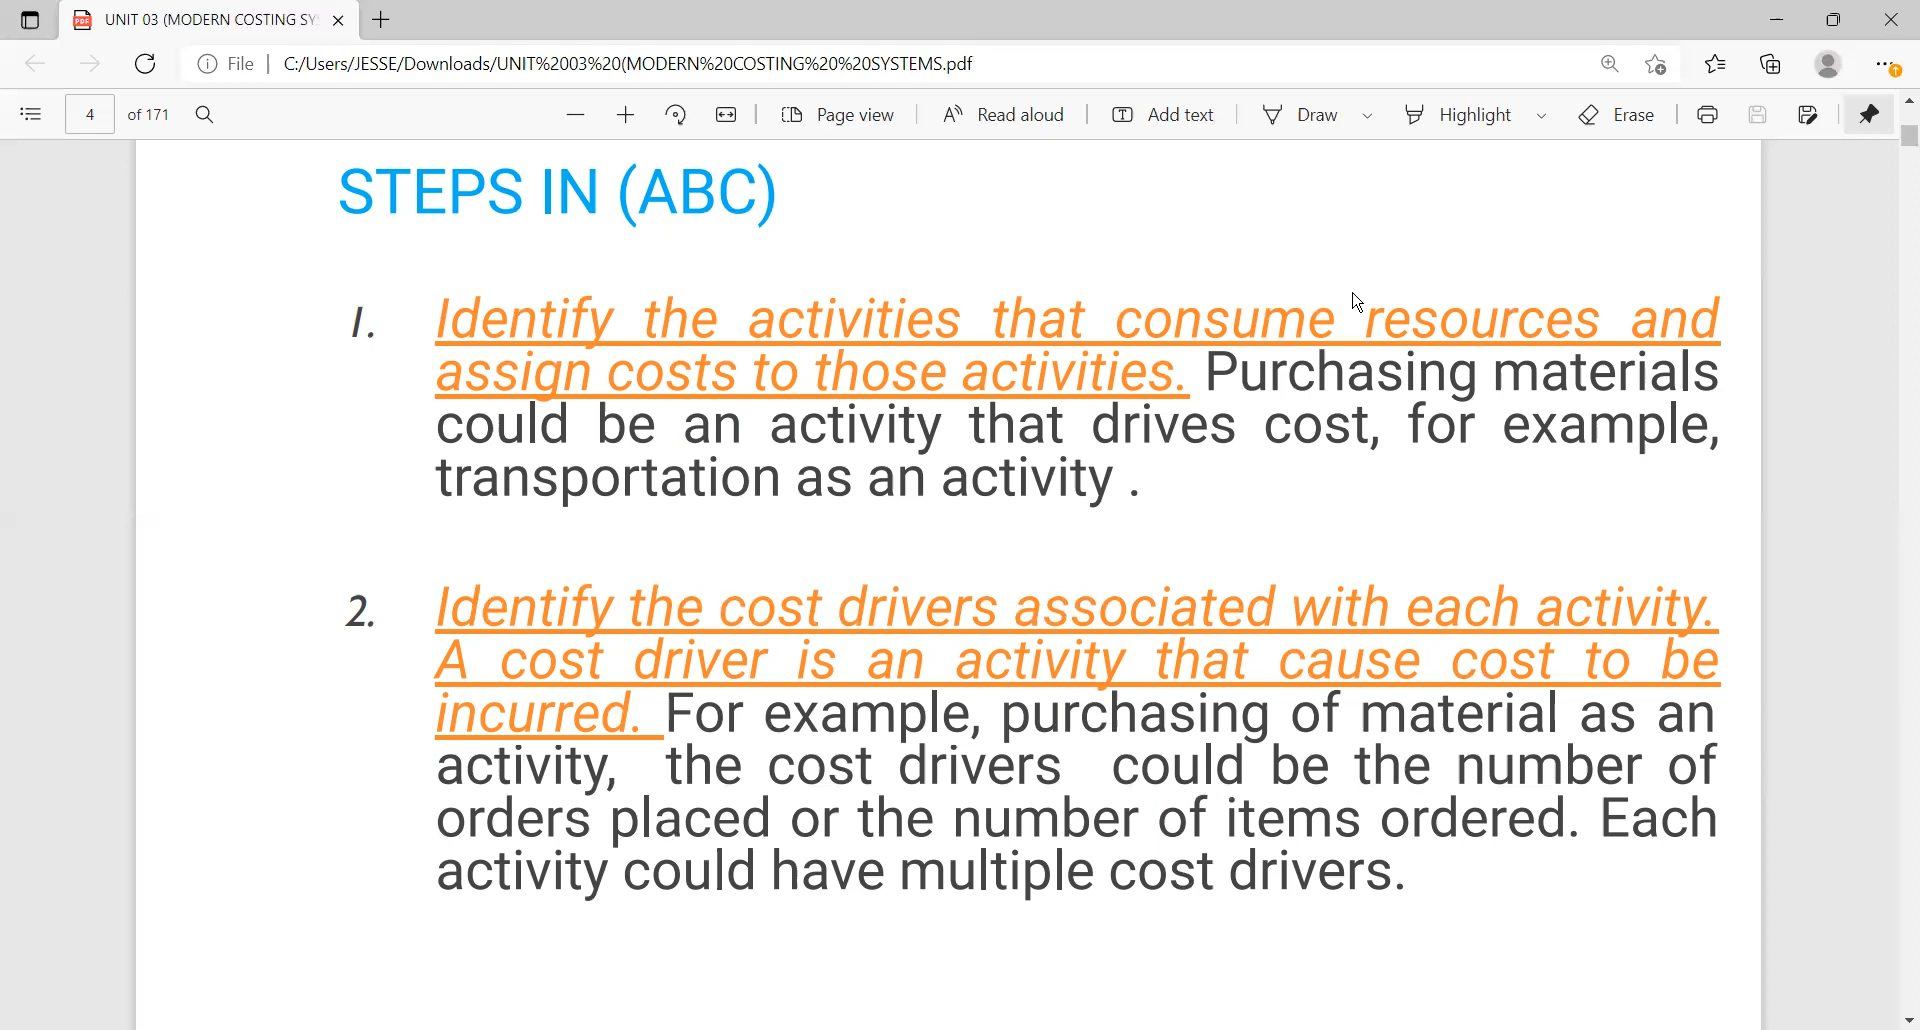 UNIT 03 (MODERN COSTING SY
File
C:/Users/JESSE/Downloads/UNIT%2003%20(MODERN%20COSTING%20%20SYSTEMS.pdf
4 of 171
Page view
Read aloud
Add text
Draw
Highlight
Erase
STEPS IN (ABC)
1. Identify the activities that consume resources and
assign costs to those activities. Purchasing materials
could be an activity that drives cost, for example,
transportation as an activity .
2. Identify the cost drivers associated with each activity.
A cost driver is an activity that cause cost to be
incurred. For example, purchasing of material as an
activity, the cost drivers could be the number of
orders placed or the number of items ordered. Each
activity could have multiple cost drivers.